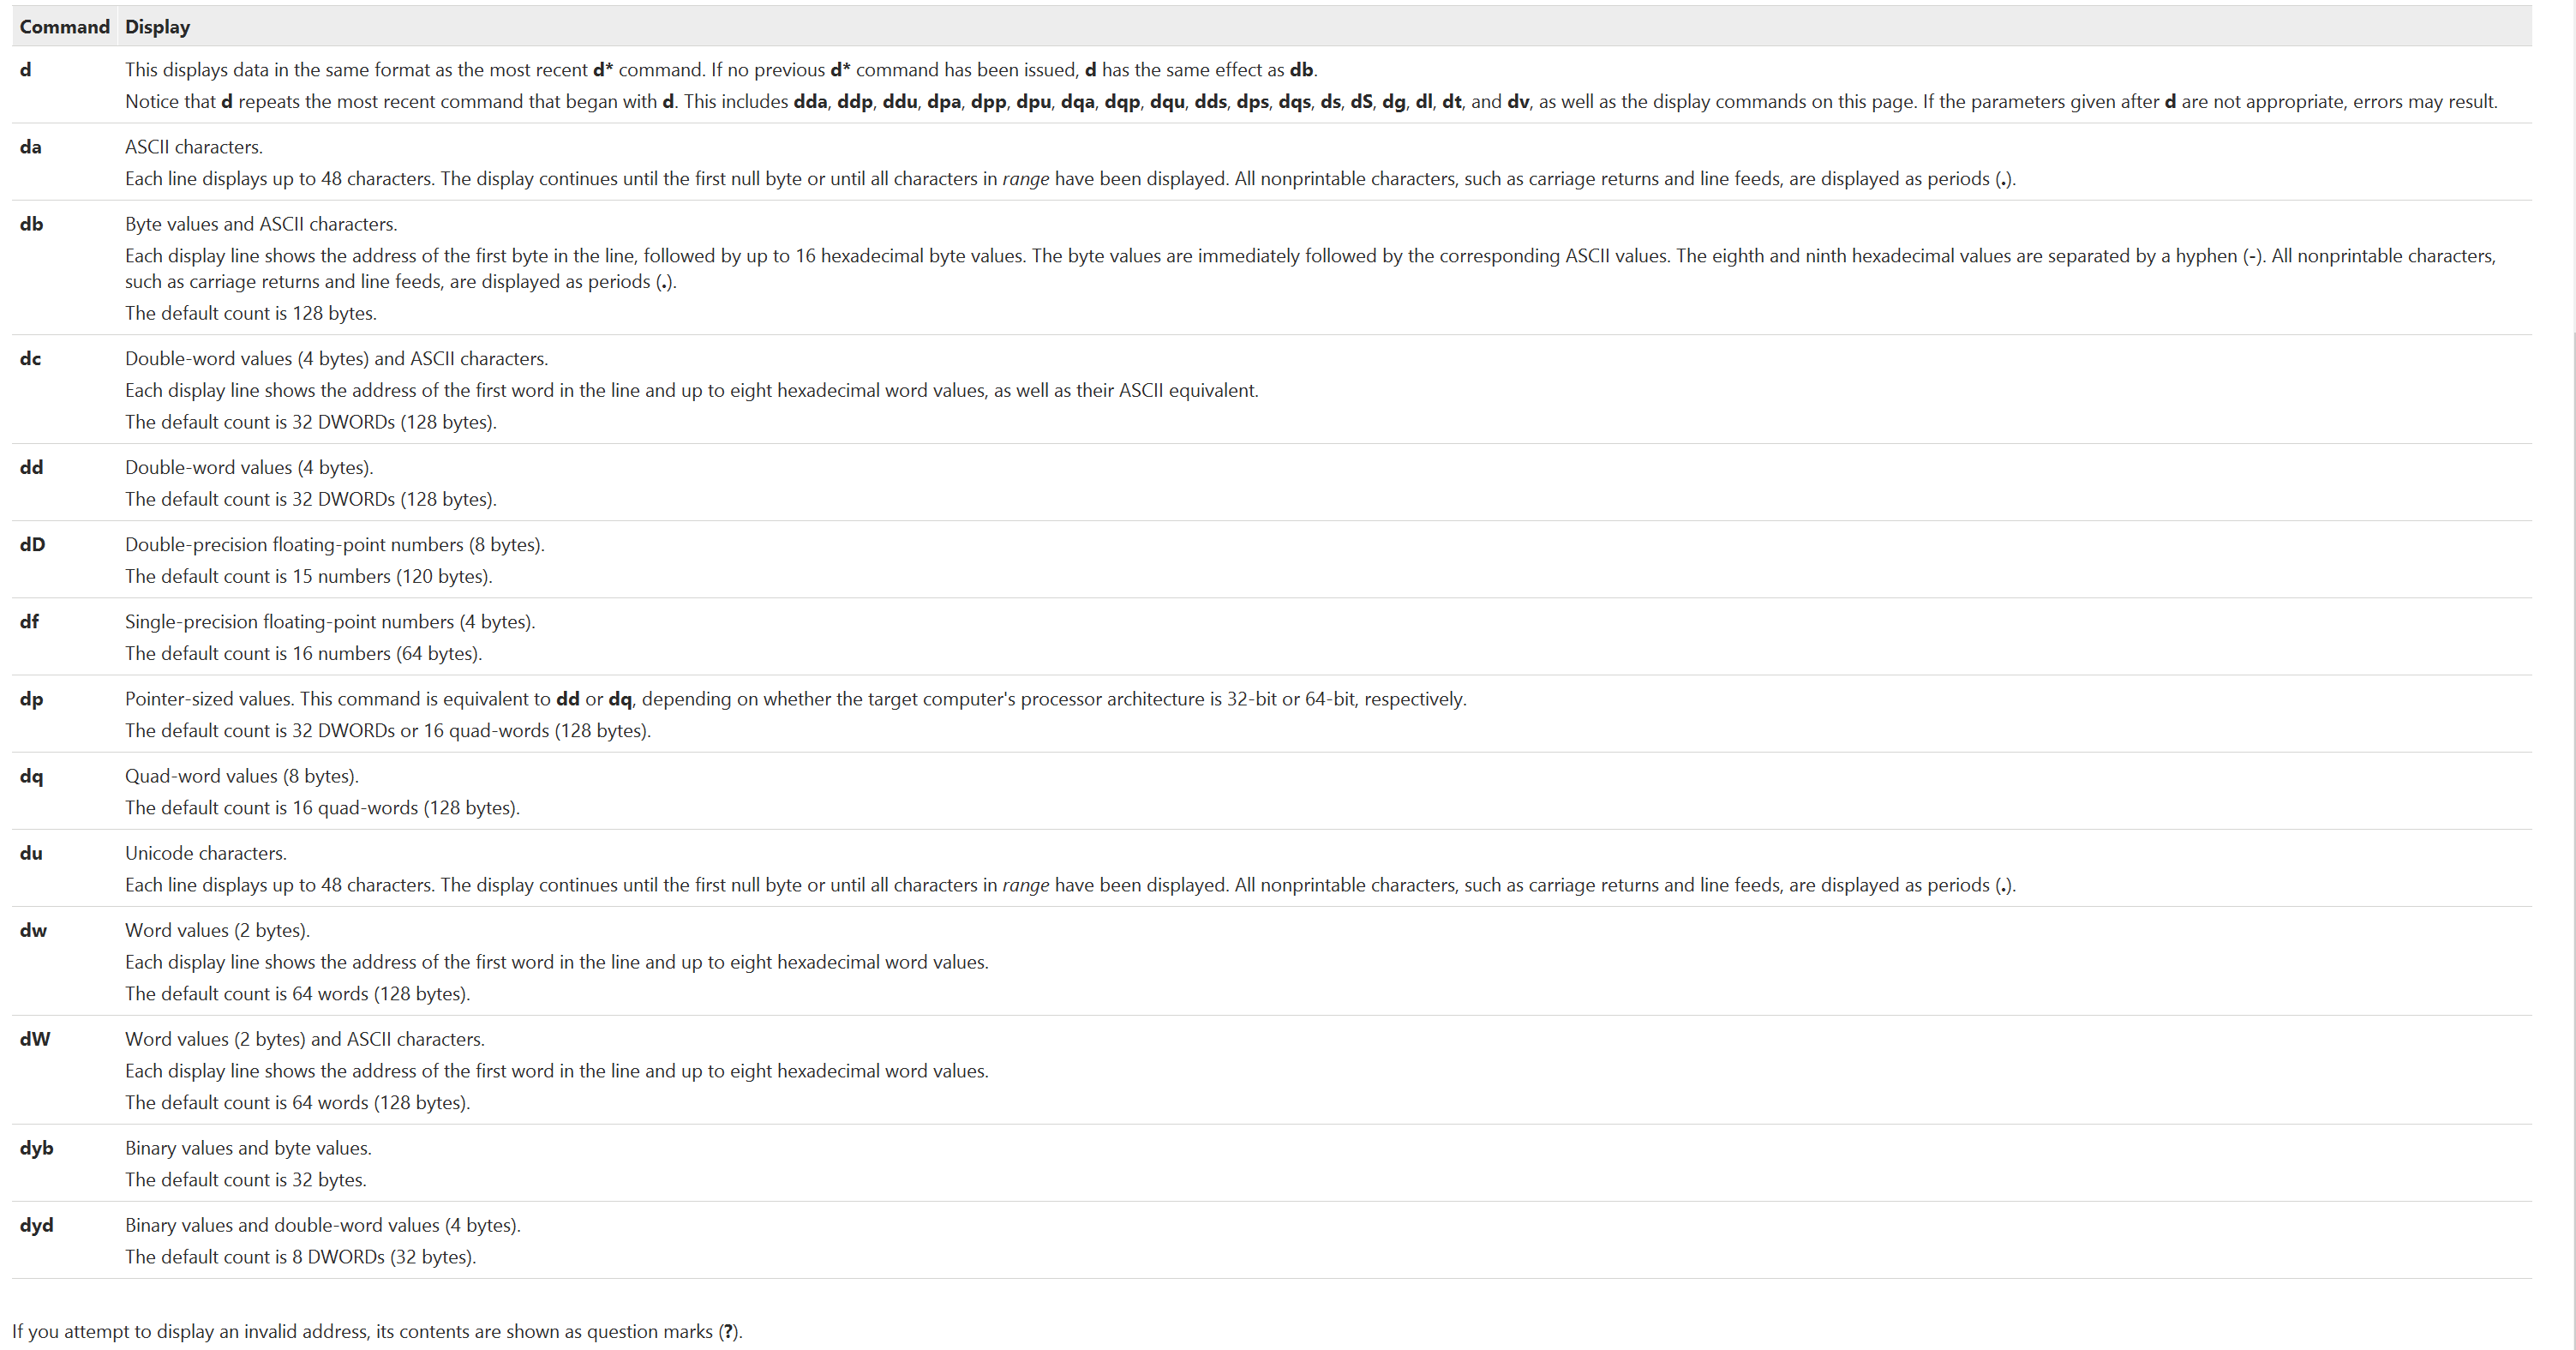 Command Display
d This displays data in the same format as the most recent d* command. If no previous d* command has been issued, d has the same effect as db.
Notice that d repeats the most recent command that began with d. This includes dda, ddp, ddu, dpa, dpp, dpu, dqa, dqp, dqu, dds, dps, dqs, ds, dS, dg, dl, dt, and dv, as well as the display commands on this page. If the parameters given after d are not appropriate, errors may result.
da ASCII characters.
Each line displays up to 48 characters. The display continues until the first null byte or until all characters in range have been displayed. All nonprintable characters, such as carriage returns and line feeds, are displayed as periods (.).
db Byte values and ASCII characters.
Each display line shows the address of the first byte in the line, followed by up to 16 hexadecimal byte values. The byte values are immediately followed by the corresponding ASCII values. The eighth and ninth hexadecimal values are separated by a hyphen (-). All nonprintable characters,
such as carriage returns and line feeds, are displayed as periods (.).
The default count is 128 bytes.
dc Double-word values (4 bytes) and ASCII characters.
Each display line shows the address of the first word in the line and up to eight hexadecimal word values, as well as their ASCII equivalent.
The default count is 32 DWORDs (128 bytes).
dd Double-word values (4 bytes).
The default count is 32 DWORDs (128 bytes).
dD Double-precision floating-point numbers (8 bytes).
The default count is 15 numbers (120 bytes).
df Single-precision floating-point numbers (4 bytes).
The default count is 16 numbers (64 bytes).
dp Pointer-sized values. This command is equivalent to dd or dq, depending on whether the target computer's processor architecture is 32-bit or 64-bit, respectively.
The default count is 32 DWORDs or 16 quad-words (128 bytes).
dq Quad-word values (8 bytes).
The default count is 16 quad-words (128 bytes).
du Unicode characters.
Each line displays up to 48 characters. The display continues until the first null byte or until all characters in range have been displayed. All nonprintable characters, such as carriage returns and line feeds, are displayed as periods (.).
dw Word values (2 bytes).
Each display line shows the address of the first word in the line and up to eight hexadecimal word values.
The default count is 64 words (128 bytes).
dW Word values (2 bytes) and ASCII characters.
Each display line shows the address of the first word in the line and up to eight hexadecimal word values.
The default count is 64 words (128 bytes).
dyb Binary values and byte values.
The default count is 32 bytes.
dyd Binary values and double-word values (4 bytes).
The default count is 8 DWORDs (32 bytes).
If you attempt to display an invalid address, its contents are shown as question marks (?).